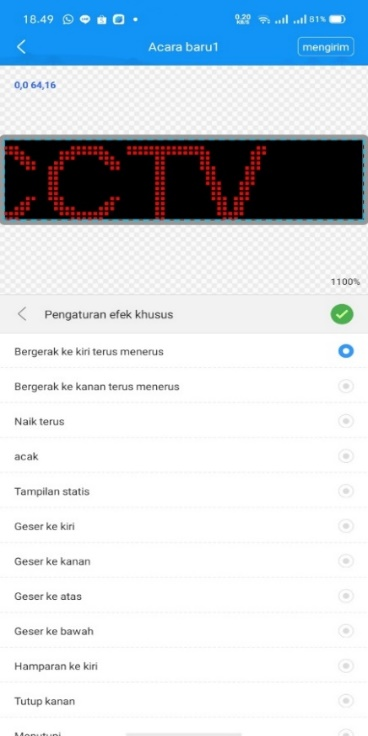 18.49 0,20 KB/S 81%
Acara baru1 mengirim
0,0 64,16
CCTV
1100%
Pengaturan efek khusus
Bergerak ke kiri terus menerus
Bergerak ke kanan terus menerus
Naik terus
acak
Tampilan statis
Geser ke kiri
Geser ke kanan
Geser ke atas
Geser ke bawah
Hamparan ke kiri
Tutup kanan